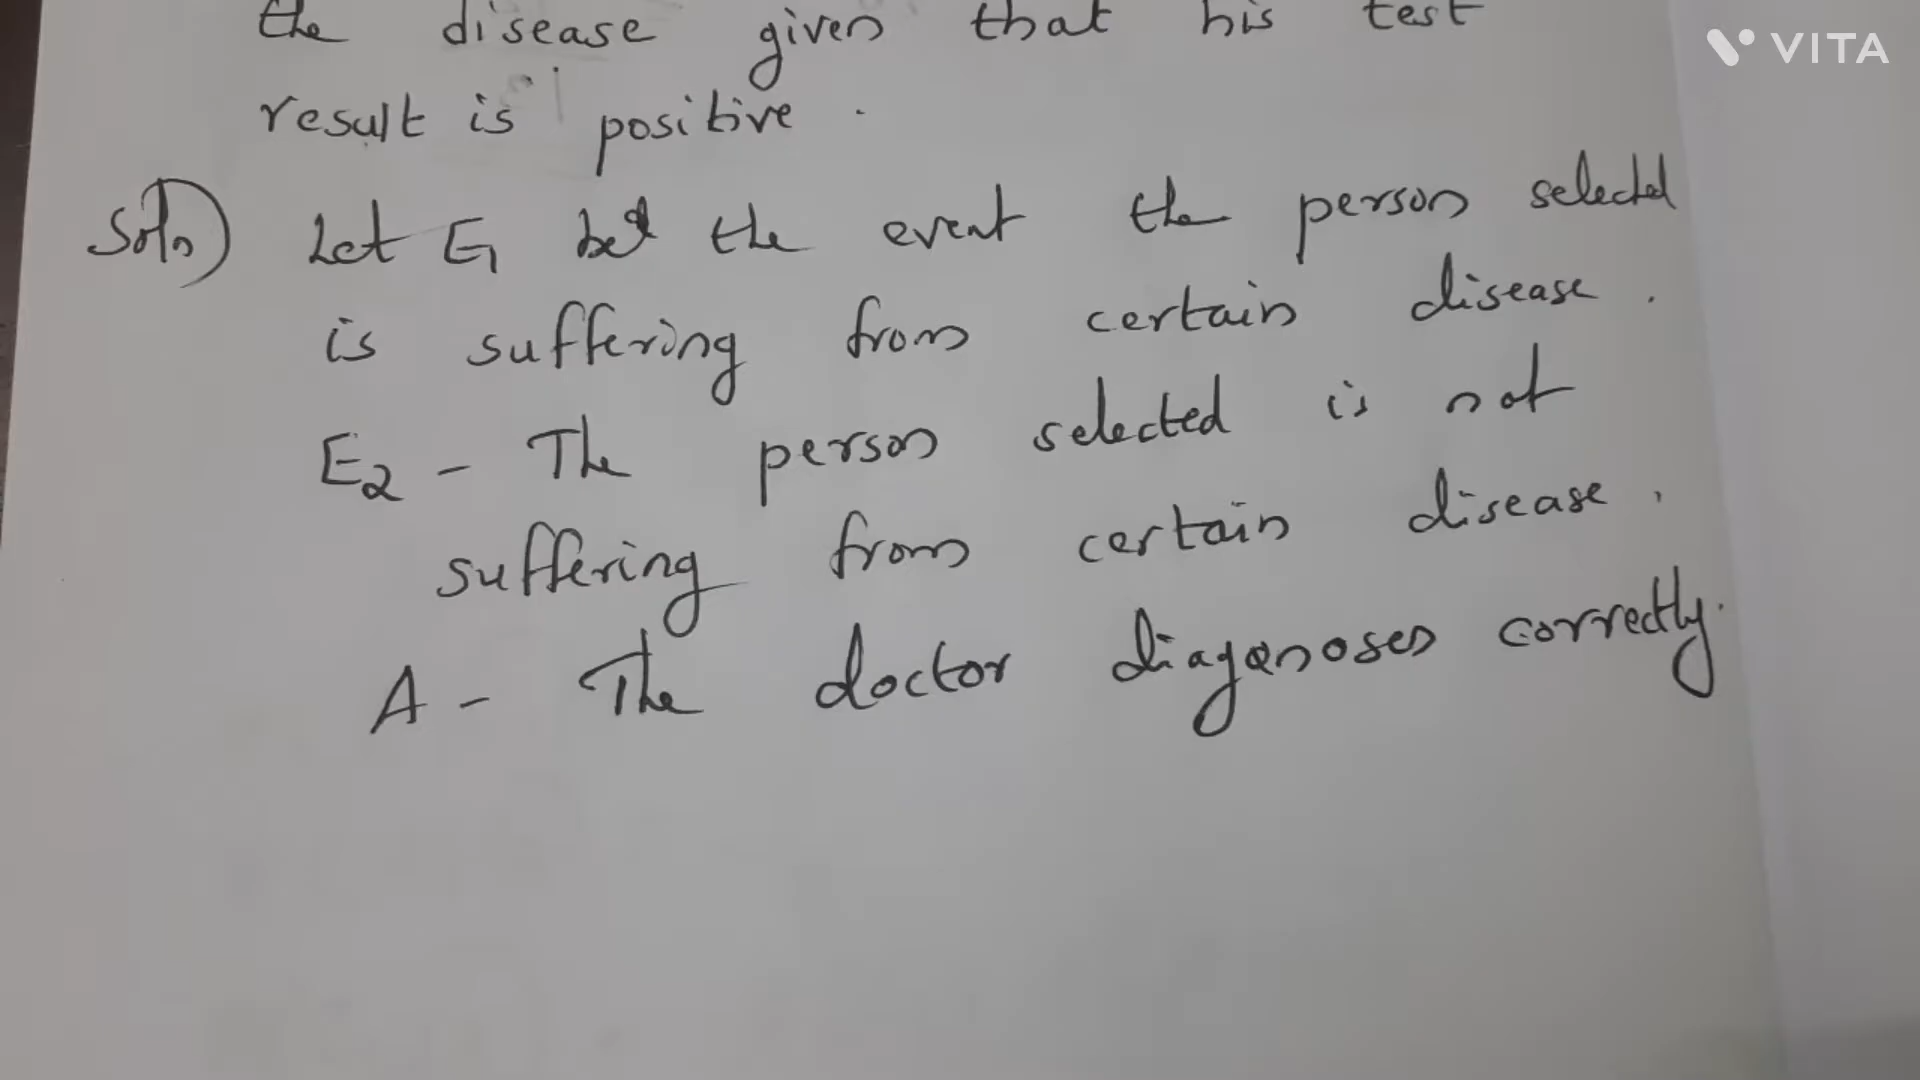 the disease given that his test
VITA
result is positive.
Soln) Let E1 be the event the person selected
is suffering from certain disease.
E2 - The person selected is not
suffering from certain disease.
A - The doctor diagnoses correctly.